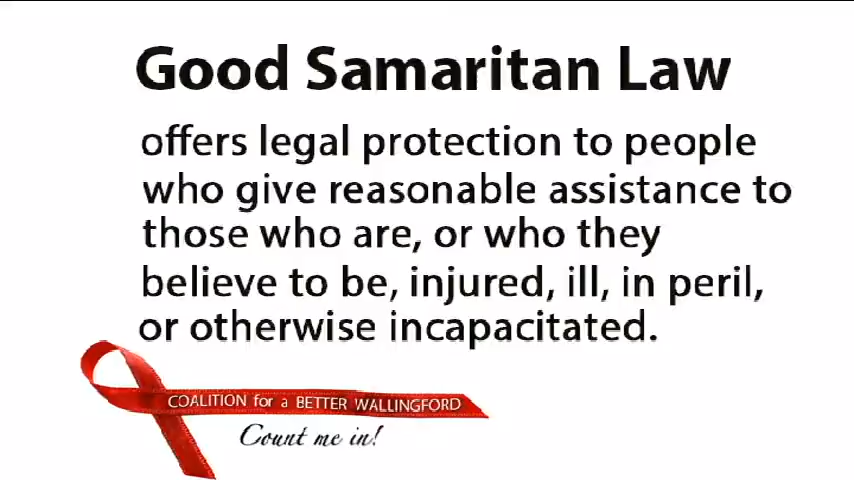 Good Samaritan Law
offers legal protection to people
who give reasonable assistance to
those who are, or who they
believe to be, injured, ill, in peril,
or otherwise incapacitated.
COALITION for a BETTER WALLINGFORD
Count me in!